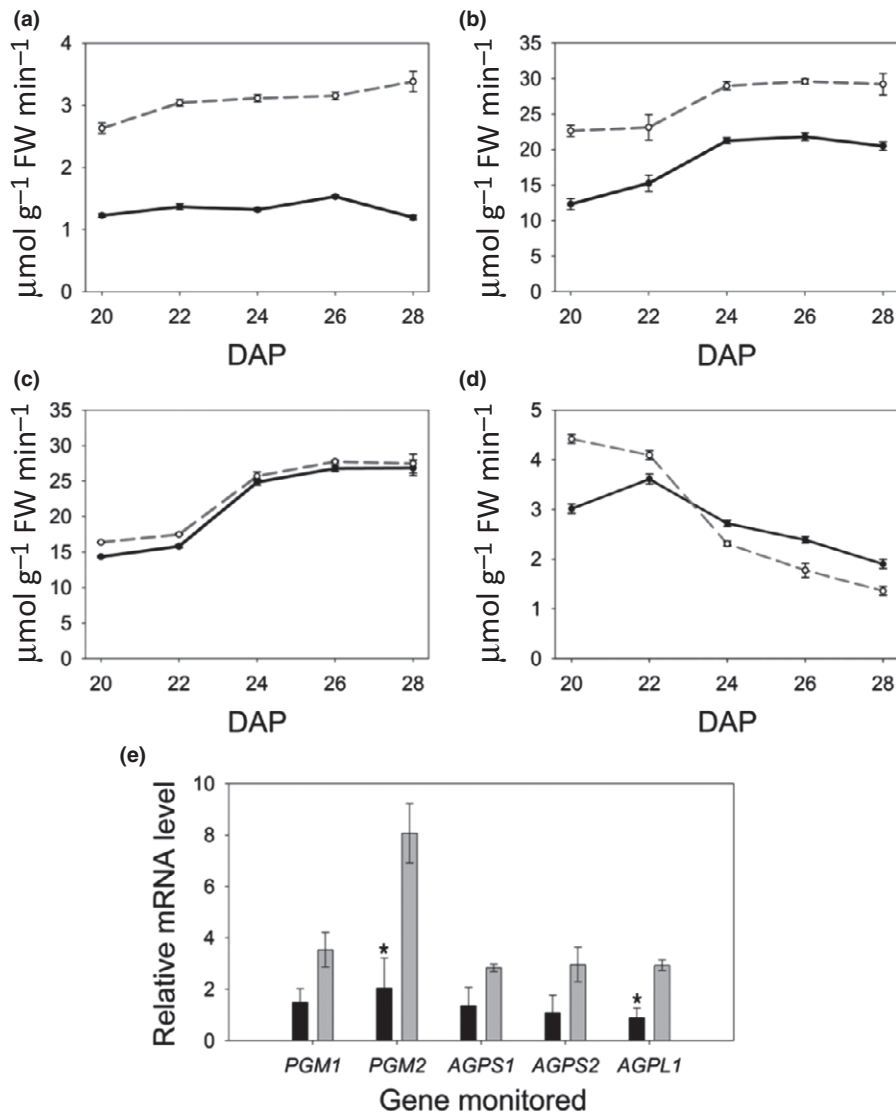 (a)
μmol g−1 FW min−1
4
3
2
1
0
20 22 24 26 28
DAP
(b)
μmol g−1 FW min−1
35
30
25
20
15
10
5
0
20 22 24 26 28
DAP
(c)
μmol g−1 FW min−1
35
30
25
20
15
10
5
0
20 22 24 26 28
DAP
(d)
μmol g−1 FW min−1
5
4
3
2
1
0
20 22 24 26 28
DAP
(e)
Relative mRNA level
10
8
6
4
2
0
*
*
PGM1 PGM2 AGPS1 AGPS2 AGPL1
Gene monitored